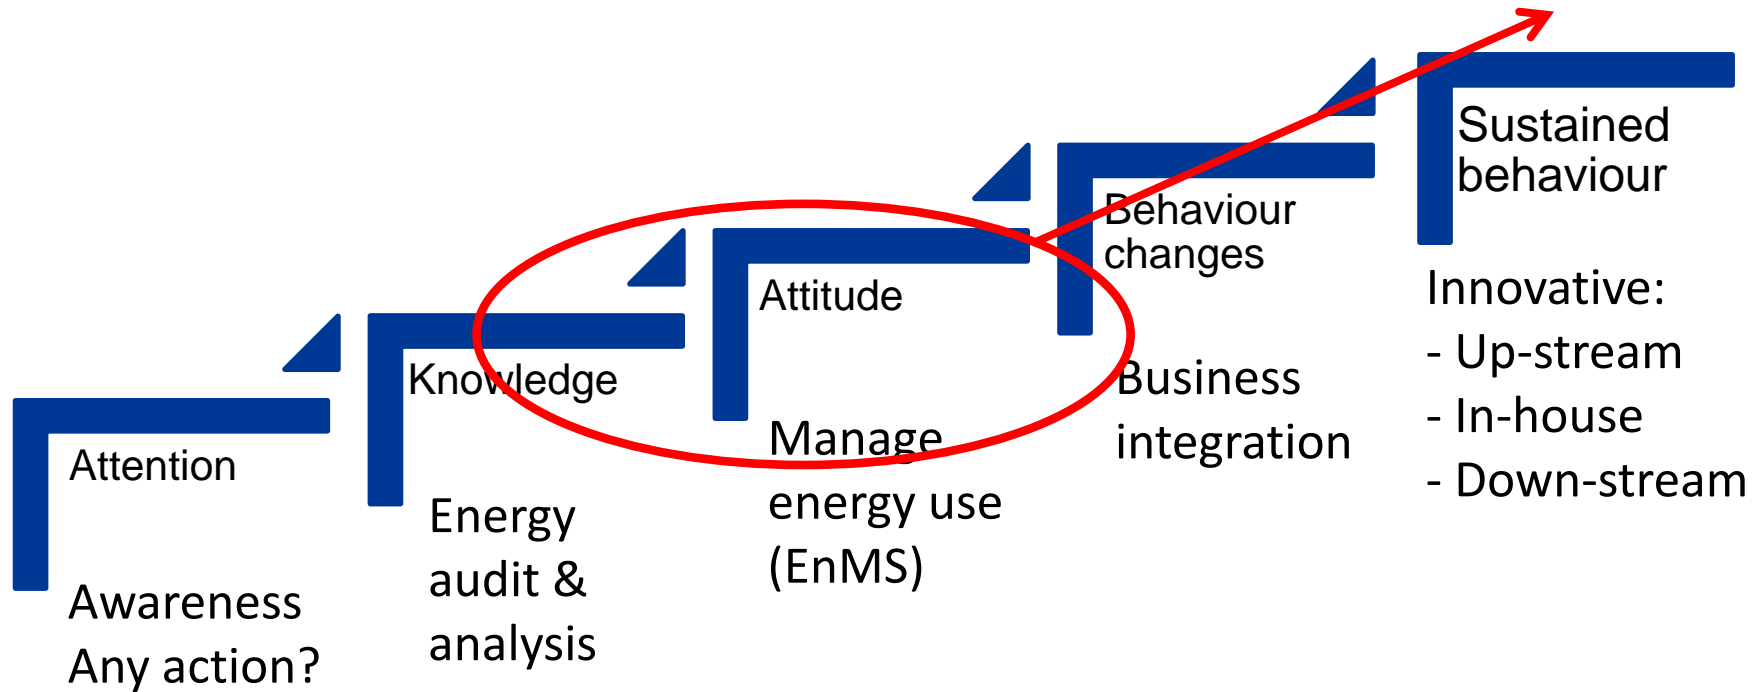 Attention
Awareness
Any action?
Knowledge
Energy
audit &
analysis
Attitude
Manage
energy use
(EnMS)
Behaviour
changes
Business
integration
Sustained
behaviour
Innovative:
- Up-stream
- In-house
- Down-stream